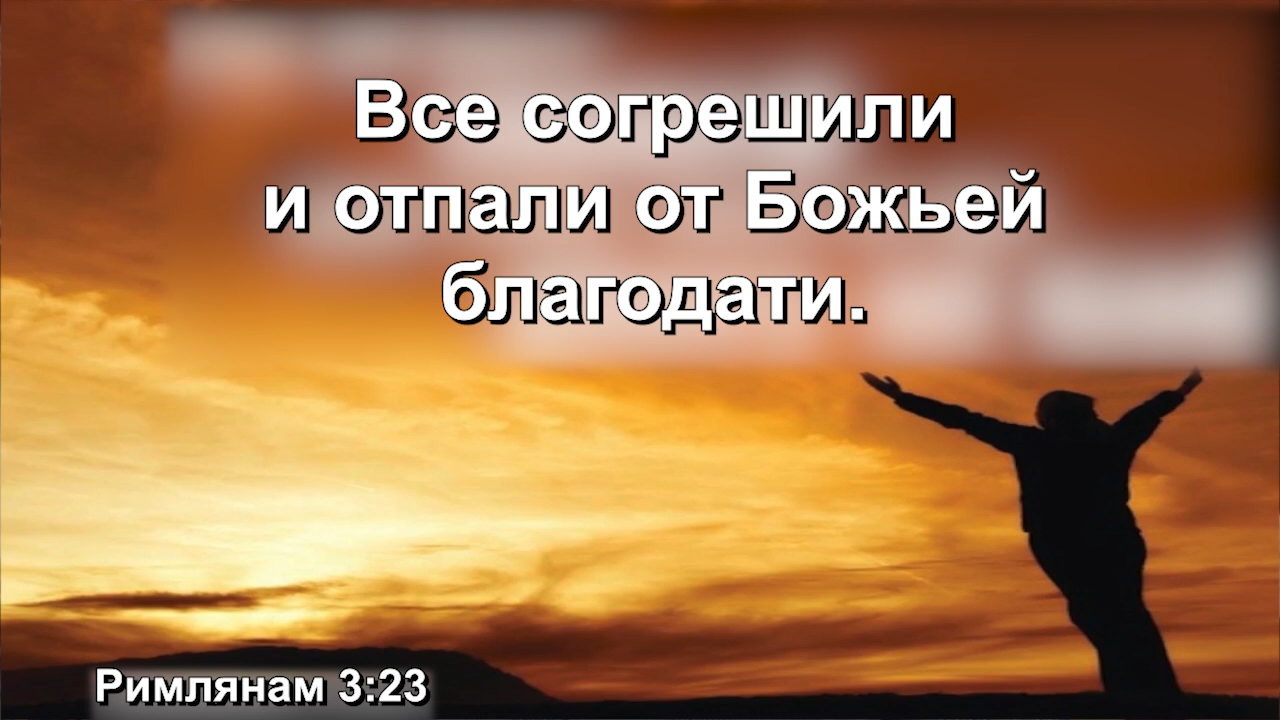 Все согрешили
и отпали от Божьей
благодати.
Римлянам 3:23